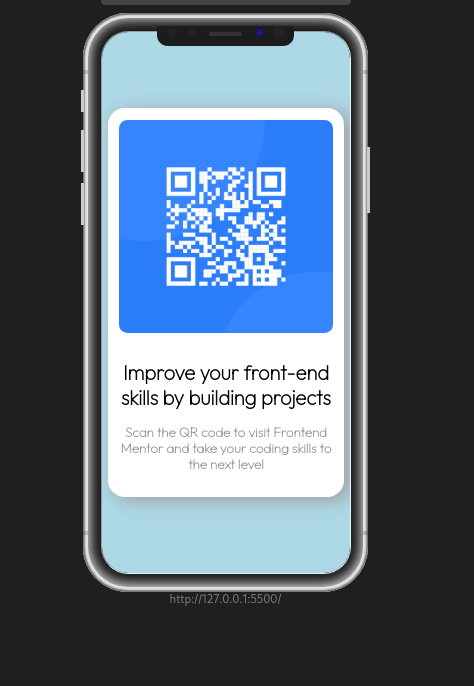 Improve your front-end
skills by building projects
Scan the QR code to visit Frontend
Mentor and take your coding skills to
the next level
http://127.0.0.1:5500/